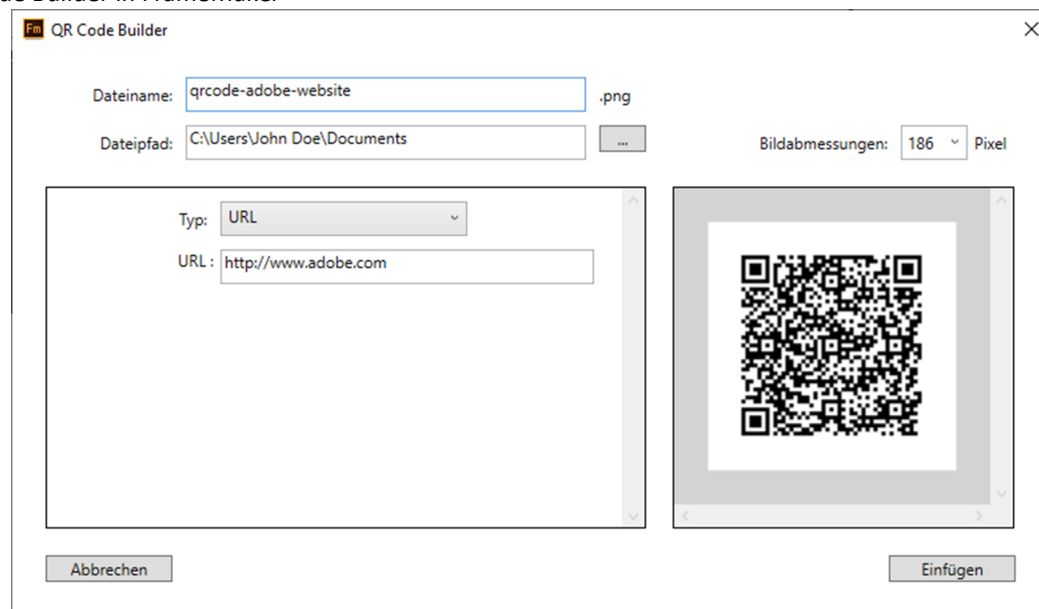 Fm QR Code Builder
Dateiname: qrcode-adobe-website .png
Dateipfad: C:\Users\John Doe\Documents ... Bildabmessungen: 186 Pixel
Typ: URL
URL : http://www.adobe.com
Abbrechen Einfügen